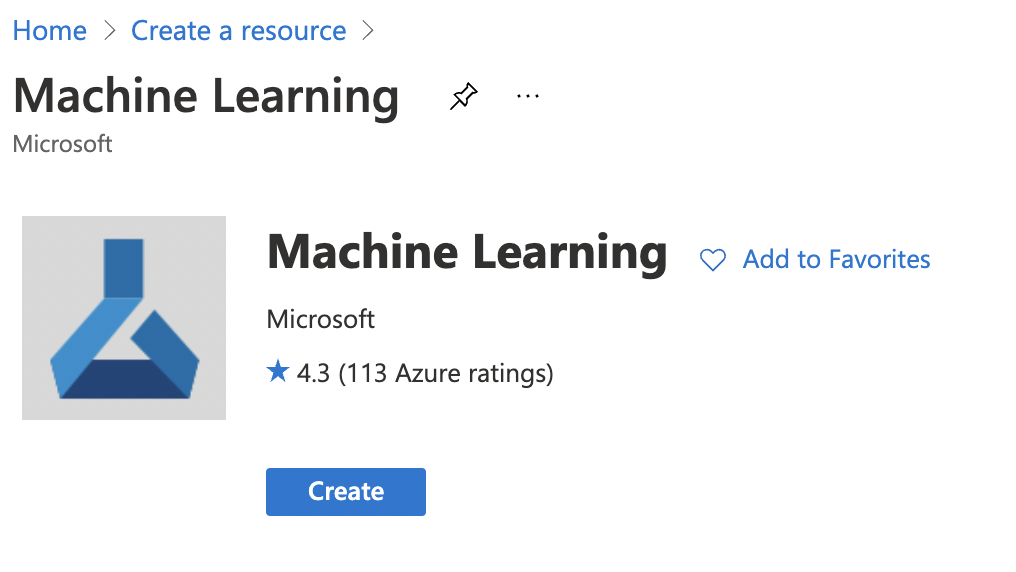 Home > Create a resource >
Machine Learning ...
Microsoft
Machine Learning Add to Favorites
Microsoft
4.3 (113 Azure ratings)
Create